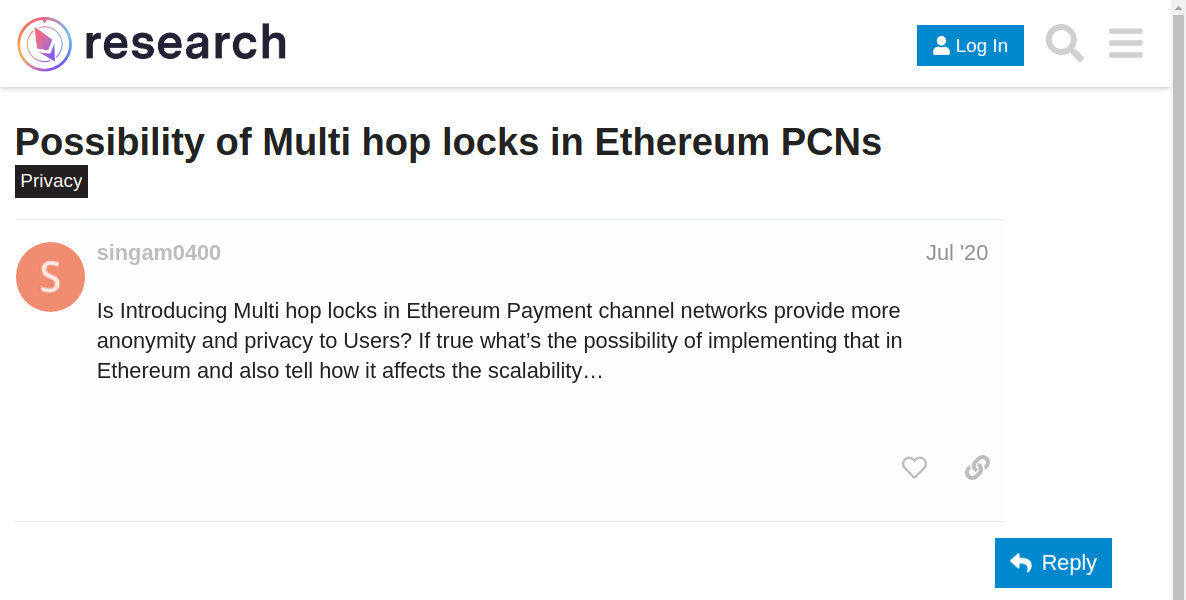 research
Log In
Possibility of Multi hop locks in Ethereum PCNs
Privacy
S
singam0400
Jul '20
Is Introducing Multi hop locks in Ethereum Payment channel networks provide more
anonymity and privacy to Users? If true what’s the possibility of implementing that in
Ethereum and also tell how it affects the scalability…
Reply